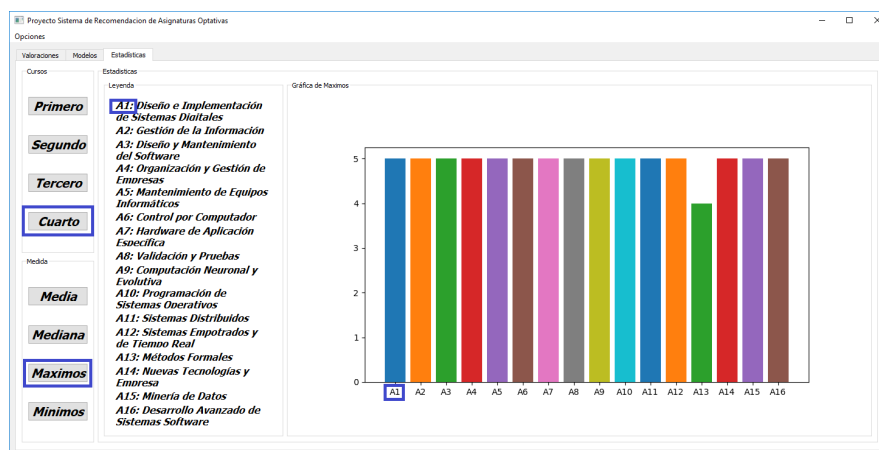 Proyecto Sistema de Recomendacion de Asignaturas Optativas
Opciones
Valoraciones Modelos Estadísticas
Cursos
Primero
Segundo
Tercero
Cuarto
Medida
Media
Mediana
Maximos
Minimos
Estadisticas
Leyenda
A1: Diseño e Implementación
de Sistemas Digitales
A2: Gestión de la Información
A3: Diseño y Mantenimiento
del Software
A4: Organización y Gestión de
Empresas
A5: Mantenimiento de Equipos
Informáticos
A6: Control por Computador
A7: Hardware de Aplicación
Específica
A8: Validación y Pruebas
A9: Computación Neuronal y
Evolutiva
A10: Programación de
Sistemas Operativos
A11: Sistemas Distribuidos
A12: Sistemas Empotrados y
de Tiempo Real
A13: Métodos Formales
A14: Nuevas Tecnologías y
Empresa
A15: Minería de Datos
A16: Desarrollo Avanzado de
Sistemas Software
Gráfica de Maximos
5
4
3
2
1
0
A1 A2 A3 A4 A5 A6 A7 A8 A9 A10 A11 A12 A13 A14 A15 A16